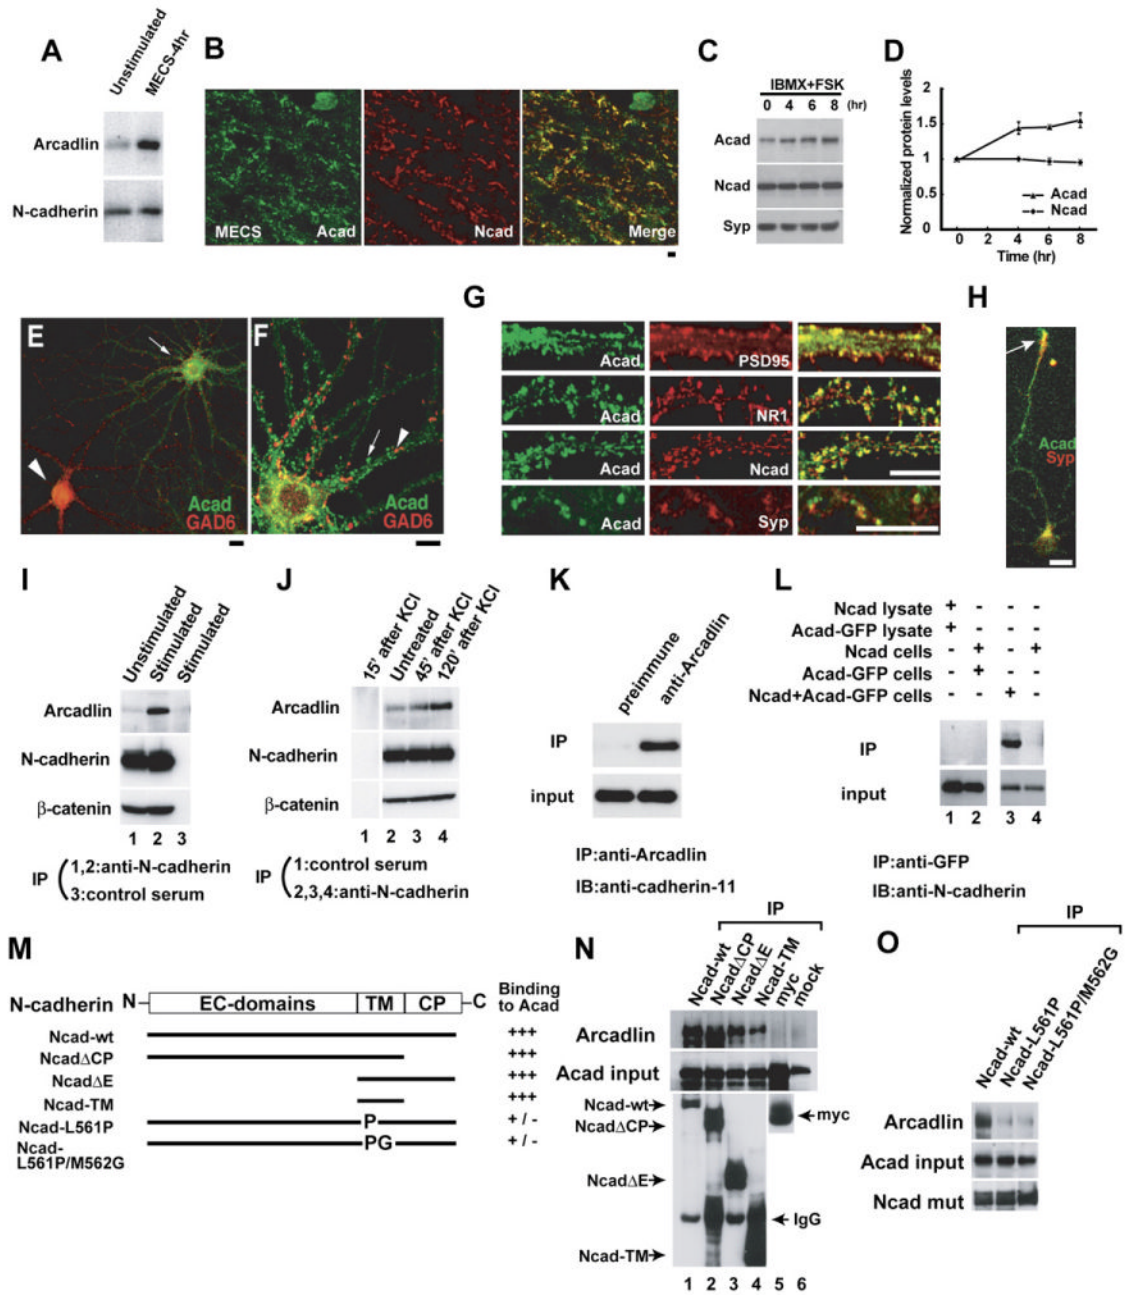 A
Unstimulated
MECS-4hr
Arcadlin
N-cadherin
B
MECS Acad
Ncad
Merge
C
IBMX+FSK
0 4 6 8 (hr)
Acad
Ncad
Syp
D
Normalized protein levels
2
1.5
1
0.5
0
0 2 4 6 8
Time (hr)
Acad
Ncad
E
Acad
GAD6
F
Acad
GAD6
G
Acad PSD95
Acad NR1
Acad Ncad
Acad Syp
H
Acad
Syp
I
Unstimulated
Stimulated
Stimulated
Arcadlin
N-cadherin
β-catenin
1 2 3
IP
1,2:anti-N-cadherin
3:control serum
J
15' after KCl
Untreated
45' after KCl
120' after KCl
Arcadlin
N-cadherin
β-catenin
1 2 3 4
IP
1:control serum
2,3,4:anti-N-cadherin
K
preimmune
anti-Arcadlin
IP
input
IP:anti-Arcadlin
IB:anti-cadherin-11
L
Ncad lysate + - - -
Acad-GFP lysate + - - -
Ncad cells - + - +
Acad-GFP cells - + - -
Ncad+Acad-GFP cells - - + -
IP
input
1 2 3 4
IP:anti-GFP
IB:anti-N-cadherin
M
N-cadherin N EC-domains TM CP C
Binding
to Acad
Ncad-wt +++
NcadΔCP +++
NcadΔE +++
Ncad-TM +++
Ncad-L561P P + / -
Ncad-
L561P/M562G PG + / -
N
IP
Ncad-wt
NcadΔCP
NcadΔE
Ncad-TM
myc
mock
Arcadlin
Acad input
Ncad-wt
NcadΔCP
myc
NcadΔE
IgG
Ncad-TM
1 2 3 4 5 6
O
IP
Ncad-wt
Ncad-L561P
Ncad-L561P/M562G
Arcadlin
Acad input
Ncad mut